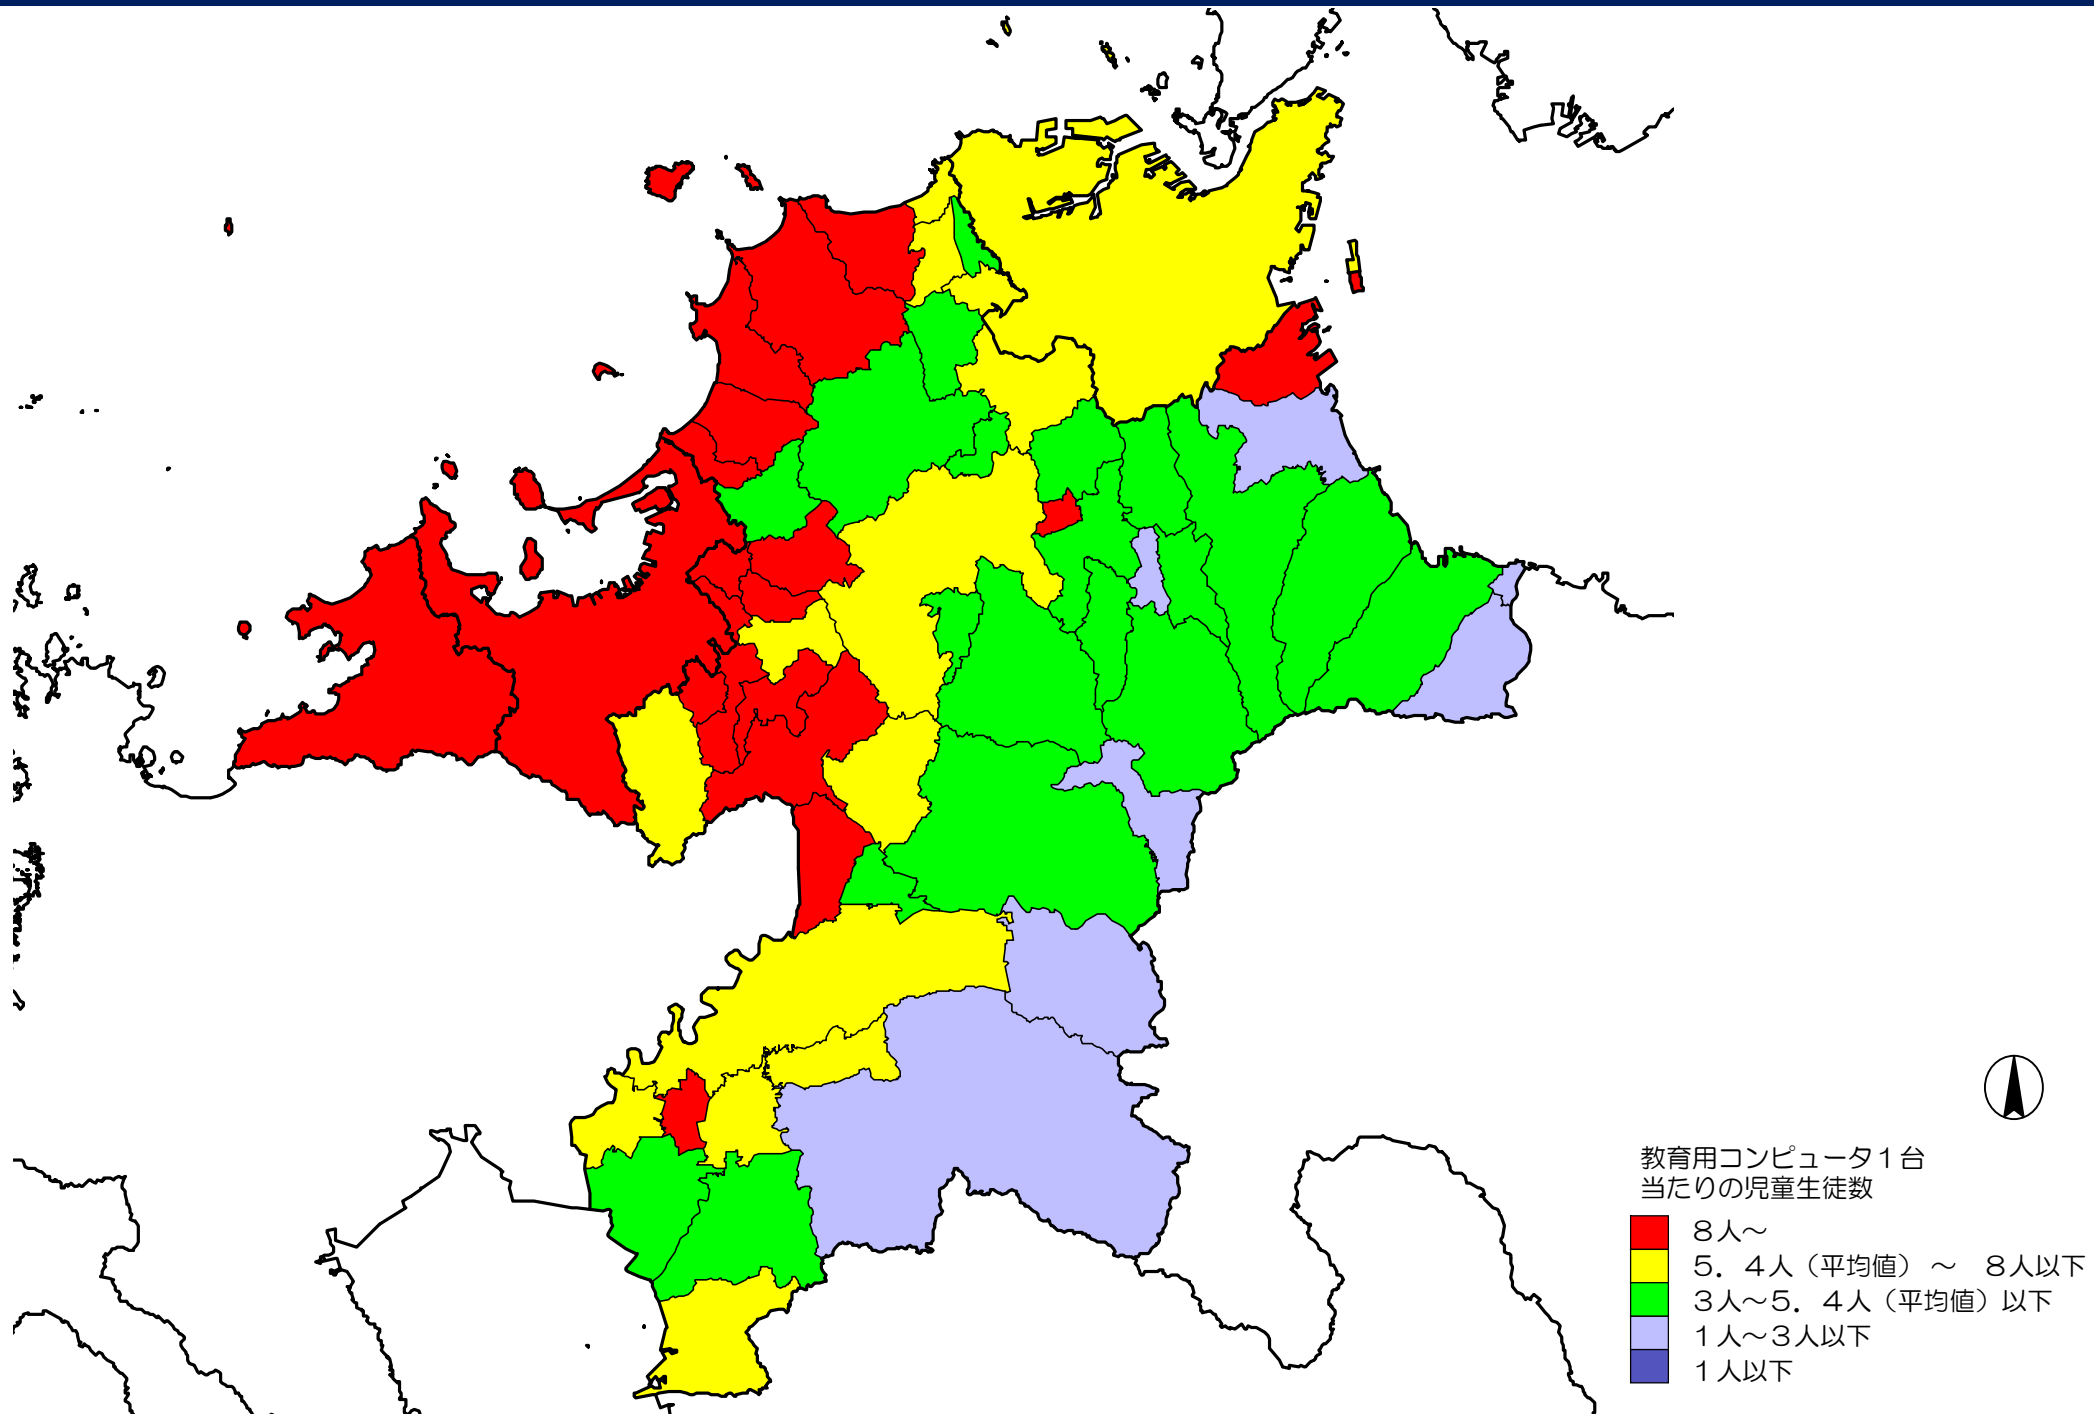 教育用コンピュータ１台
当たりの児童生徒数
８人～
５．４人（平均値）～　８人以下
３人～５．４人（平均値）以下
１人～３人以下
１人以下